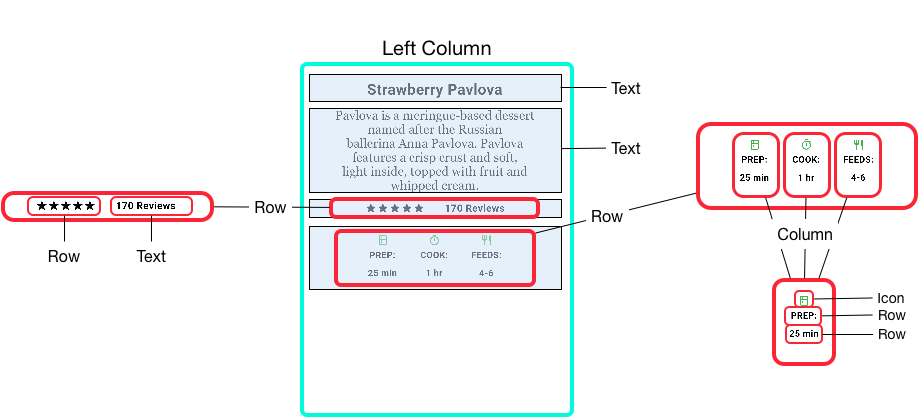 Left Column
Strawberry Pavlova
Text
Pavlova is a meringue-based dessert
named after the Russian
ballerina Anna Pavlova. Pavlova
features a crisp crust and soft,
light inside, topped with fruit and
whipped cream.
Text
★★★★★ 170 Reviews
Row
Text
Row
★★★★★ 170 Reviews
PREP: COOK: FEEDS:
25 min 1 hr 4-6
Row
PREP: COOK: FEEDS:
25 min 1 hr 4-6
Column
Icon
PREP:
Row
25 min
Row